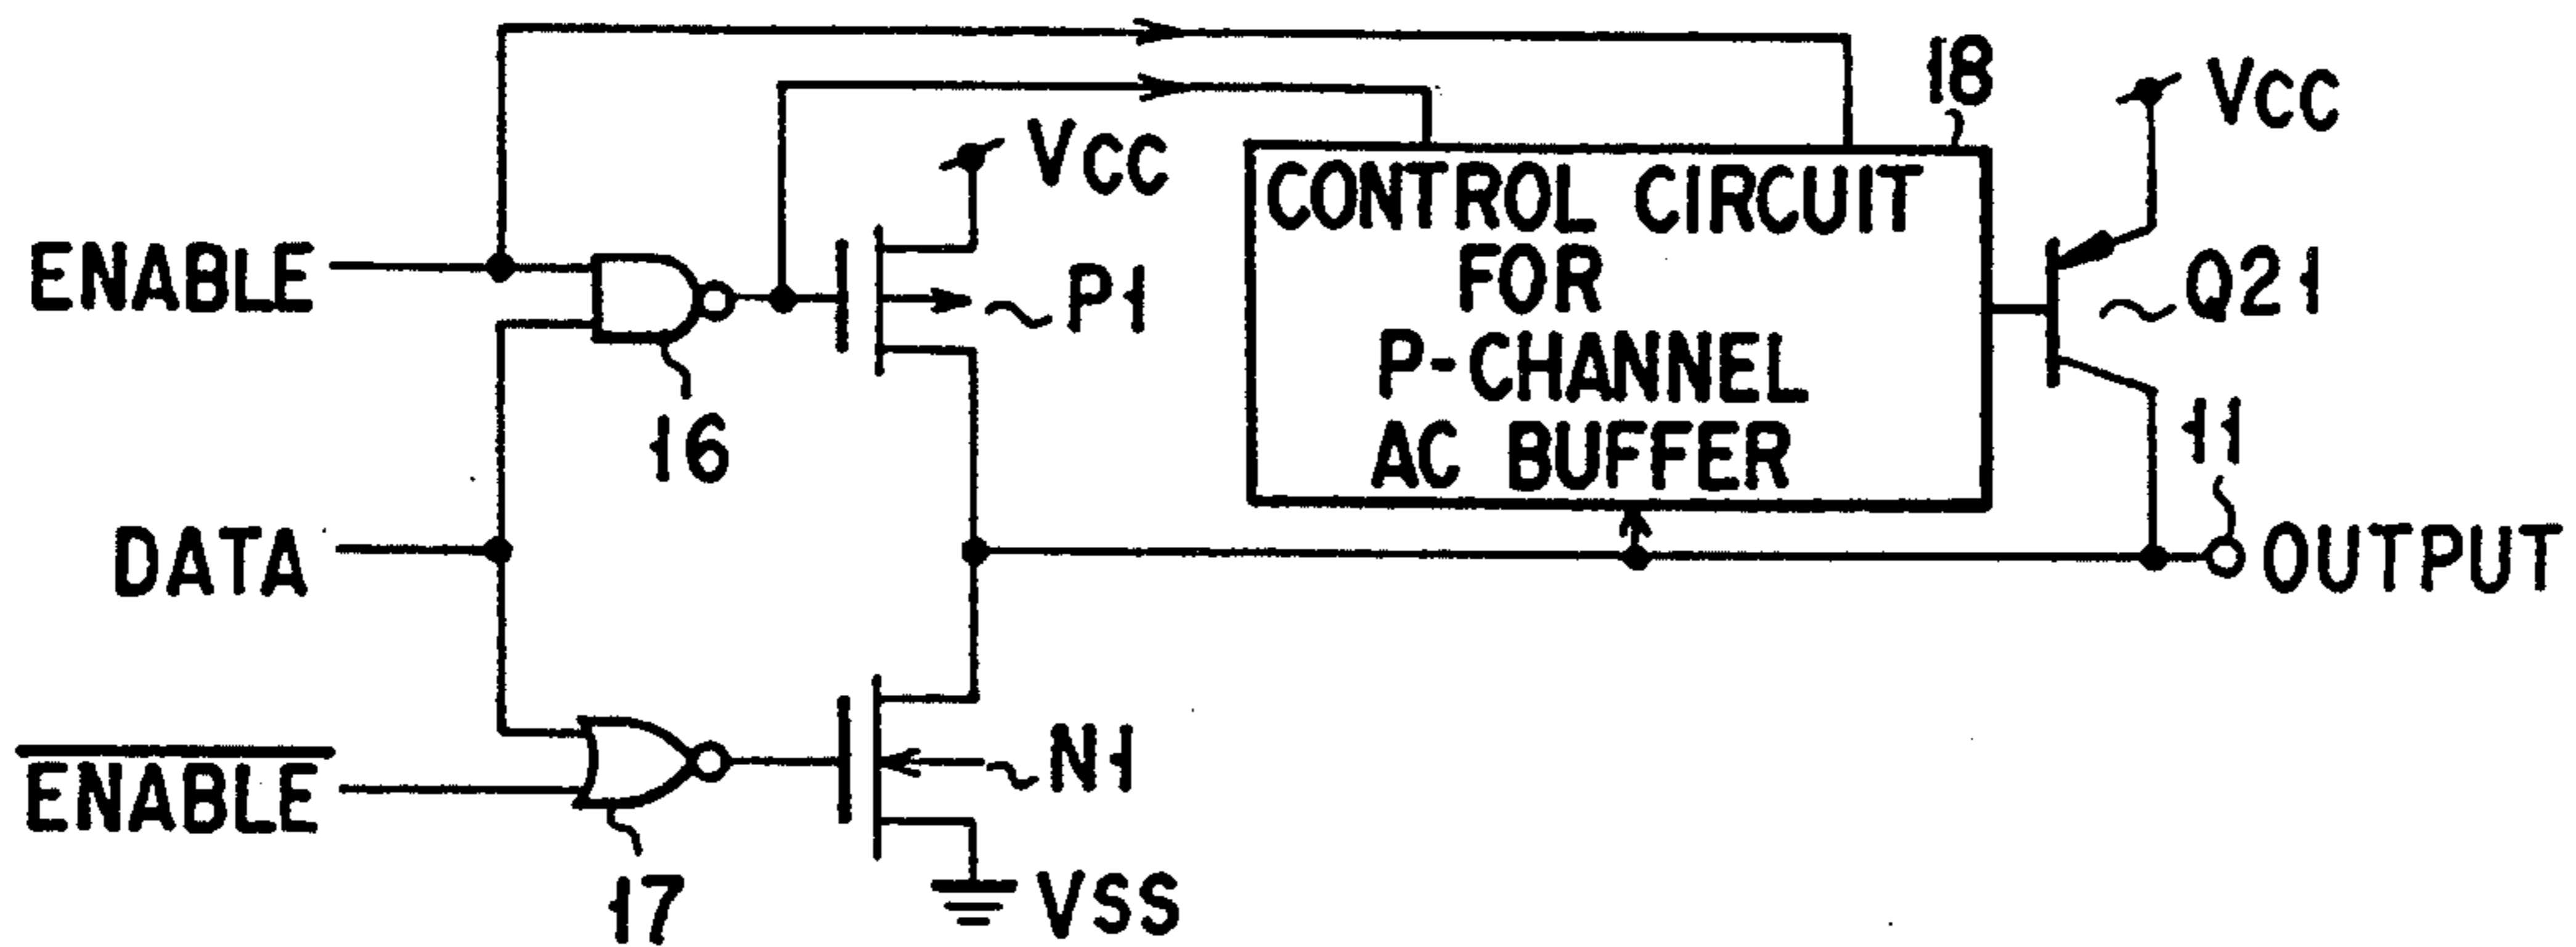 18
VCC
VCC
CONTROL CIRCUIT
FOR
P-CHANNEL
AC BUFFER
ENABLE
P1
Q21
16
11
DATA
OUTPUT
N1
E̅N̅A̅B̅L̅E̅
17
VSS